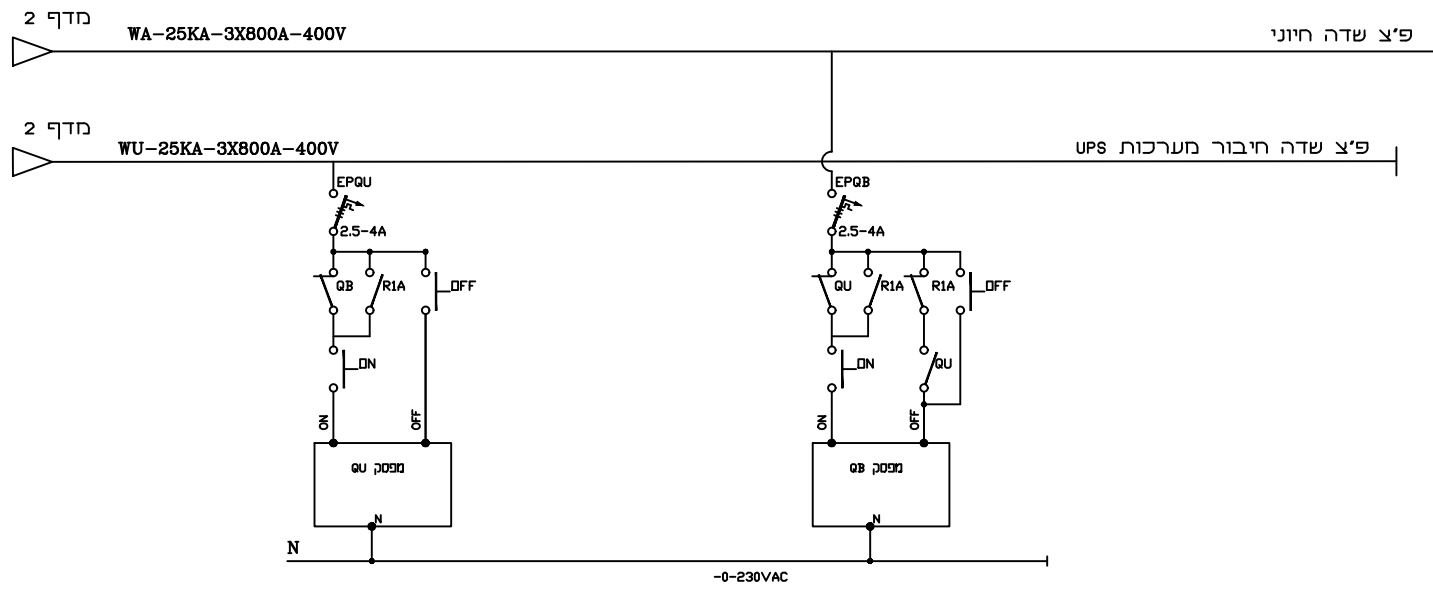 מדף 2
WA-25KA-3X800A-400V
פ'צ שדה חיוני
מדף 2
WU-25KA-3X800A-400V
פ'צ שדה חיבור מערכות UPS
EPQU
EPQB
2.5-4A
2.5-4A
QB
R1A
OFF
QU
R1A
R1A
OFF
ON
ON
QU
ON
OFF
ON
OFF
מפסק QU
מפסק QB
N
N
N
-0-230VAC